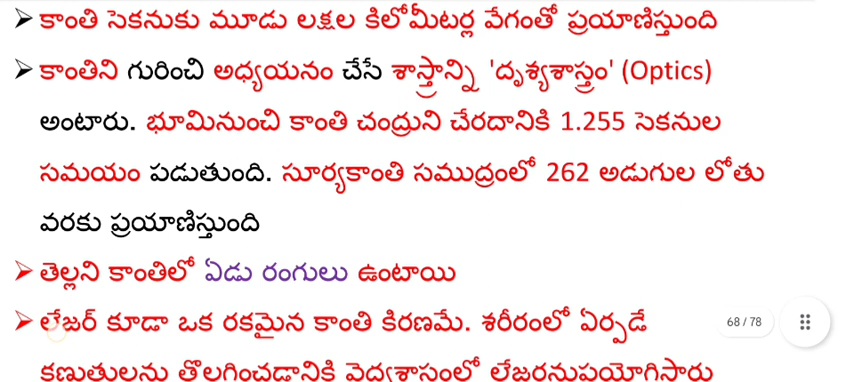 ➢ కాంతి సెకనుకు మూడు లక్షల కిలోమీటర్ల వేగంతో ప్రయాణిస్తుంది
➢ కాంతిని గురించి అధ్యయనం చేసే శాస్త్రాన్ని 'దృశ్యశాస్త్రం' (Optics)
అంటారు. భూమినుంచి కాంతి చంద్రుని చేరదానికి 1.255 సెకనుల
సమయం పడుతుంది. సూర్యకాంతి సముద్రంలో 262 అడుగుల లోతు
వరకు ప్రయాణిస్తుంది
➢ తెల్లని కాంతిలో ఏడు రంగులు ఉంటాయి
➢ లేజర్ కూడా ఒక రకమైన కాంతి కిరణమే. శరీరంలో ఏర్పడే
68 / 78
కణుతులను తొలగించడానికి వైద్యశాస్త్రంలో లేజరునుపయోగిస్తారు